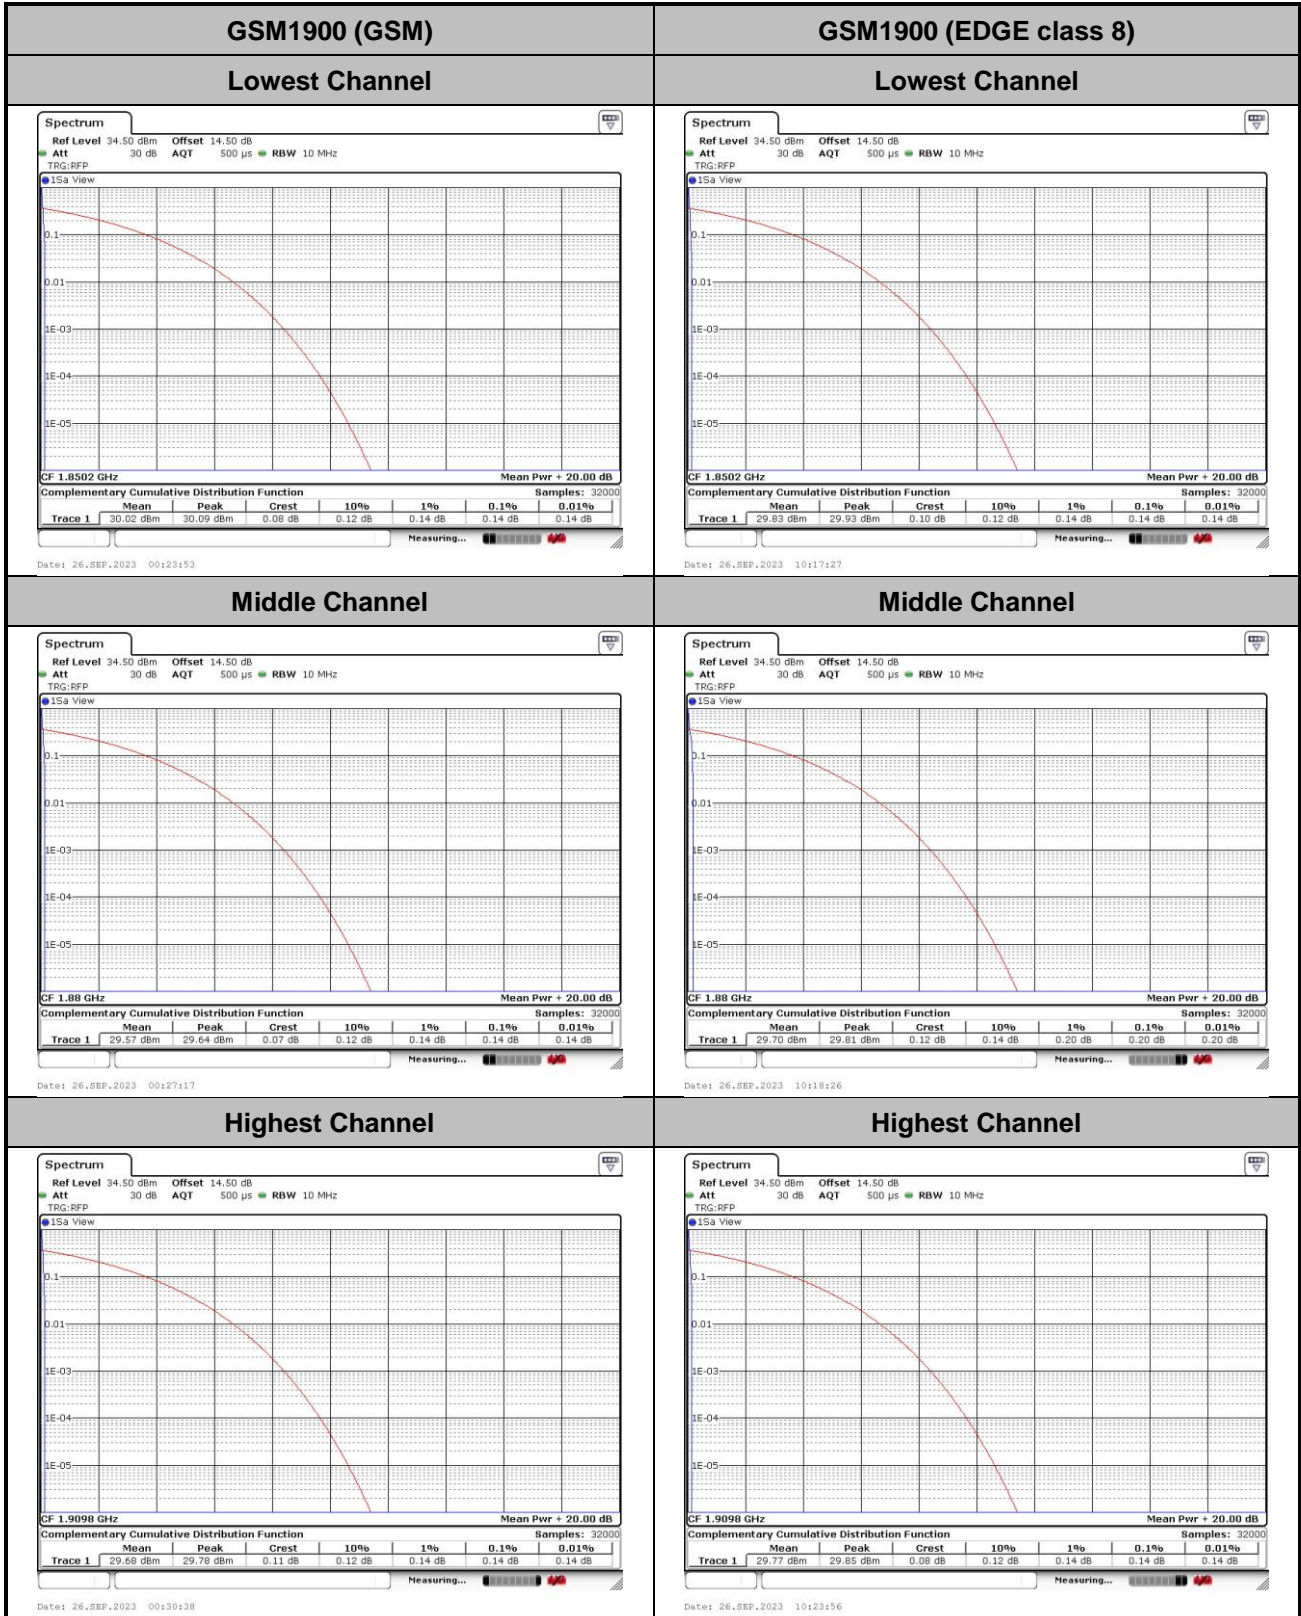 GSM1900 (GSM) GSM1900 (EDGE class 8)
Lowest Channel Lowest Channel
Spectrum
Ref Level 34.50 dBm Offset 14.50 dB
Att 30 dB AQT 500 µs RBW 10 MHz
TRG:RFP
1Sa View
0.1
0.01
1E-03
1E-04
1E-05
CF 1.8502 GHz Mean Pwr + 20.00 dB
Complementary Cumulative Distribution Function Samples: 32000
Mean Peak Crest 10% 1% 0.1% 0.01%
Trace 1 30.02 dBm 30.09 dBm 0.08 dB 0.12 dB 0.14 dB 0.14 dB 0.14 dB
Measuring...
Date: 26.SEP.2023 00:23:53
Spectrum
Ref Level 34.50 dBm Offset 14.50 dB
Att 30 dB AQT 500 µs RBW 10 MHz
TRG:RFP
1Sa View
0.1
0.01
1E-03
1E-04
1E-05
CF 1.8502 GHz Mean Pwr + 20.00 dB
Complementary Cumulative Distribution Function Samples: 32000
Mean Peak Crest 10% 1% 0.1% 0.01%
Trace 1 29.83 dBm 29.93 dBm 0.10 dB 0.12 dB 0.14 dB 0.14 dB 0.14 dB
Measuring...
Date: 26.SEP.2023 10:17:27
Middle Channel Middle Channel
Spectrum
Ref Level 34.50 dBm Offset 14.50 dB
Att 30 dB AQT 500 µs RBW 10 MHz
TRG:RFP
1Sa View
0.1
0.01
1E-03
1E-04
1E-05
CF 1.88 GHz Mean Pwr + 20.00 dB
Complementary Cumulative Distribution Function Samples: 32000
Mean Peak Crest 10% 1% 0.1% 0.01%
Trace 1 29.57 dBm 29.64 dBm 0.07 dB 0.12 dB 0.14 dB 0.14 dB 0.14 dB
Measuring...
Date: 26.SEP.2023 00:27:17
Spectrum
Ref Level 34.50 dBm Offset 14.50 dB
Att 30 dB AQT 500 µs RBW 10 MHz
TRG:RFP
1Sa View
0.1
0.01
1E-03
1E-04
1E-05
CF 1.88 GHz Mean Pwr + 20.00 dB
Complementary Cumulative Distribution Function Samples: 32000
Mean Peak Crest 10% 1% 0.1% 0.01%
Trace 1 29.70 dBm 29.81 dBm 0.12 dB 0.14 dB 0.20 dB 0.20 dB 0.20 dB
Measuring...
Date: 26.SEP.2023 10:18:26
Highest Channel Highest Channel
Spectrum
Ref Level 34.50 dBm Offset 14.50 dB
Att 30 dB AQT 500 µs RBW 10 MHz
TRG:RFP
1Sa View
0.1
0.01
1E-03
1E-04
1E-05
CF 1.9098 GHz Mean Pwr + 20.00 dB
Complementary Cumulative Distribution Function Samples: 32000
Mean Peak Crest 10% 1% 0.1% 0.01%
Trace 1 29.68 dBm 29.78 dBm 0.11 dB 0.12 dB 0.14 dB 0.14 dB 0.14 dB
Measuring...
Date: 26.SEP.2023 00:30:38
Spectrum
Ref Level 34.50 dBm Offset 14.50 dB
Att 30 dB AQT 500 µs RBW 10 MHz
TRG:RFP
1Sa View
0.1
0.01
1E-03
1E-04
1E-05
CF 1.9098 GHz Mean Pwr + 20.00 dB
Complementary Cumulative Distribution Function Samples: 32000
Mean Peak Crest 10% 1% 0.1% 0.01%
Trace 1 29.77 dBm 29.85 dBm 0.08 dB 0.12 dB 0.14 dB 0.14 dB 0.14 dB
Measuring...
Date: 26.SEP.2023 10:23:56